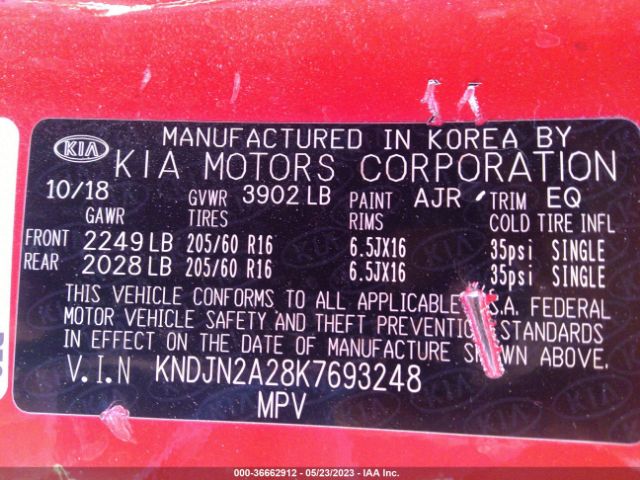 KIA
MANUFACTURED IN KOREA BY
KIA MOTORS CORPORATION
10/18 GVWR 3902 LB PAINT AJR TRIM EQ
GAWR TIRES RIMS COLD TIRE INFL
FRONT 2249 LB 205/60 R16 6.5JX16 35psi SINGLE
REAR 2028 LB 205/60 R16 6.5JX16 35psi SINGLE
THIS VEHICLE CONFORMS TO ALL APPLICABLE .S.A. FEDERAL
MOTOR VEHICLE SAFETY AND THEFT PREVENTION STANDARDS
IN EFFECT ON THE DATE OF MANUFACTURE SHOWN ABOVE.
V.I.N KNDJN2A28K7693248
MPV
000-36662912 - 05/23/2023 - IAA Inc.